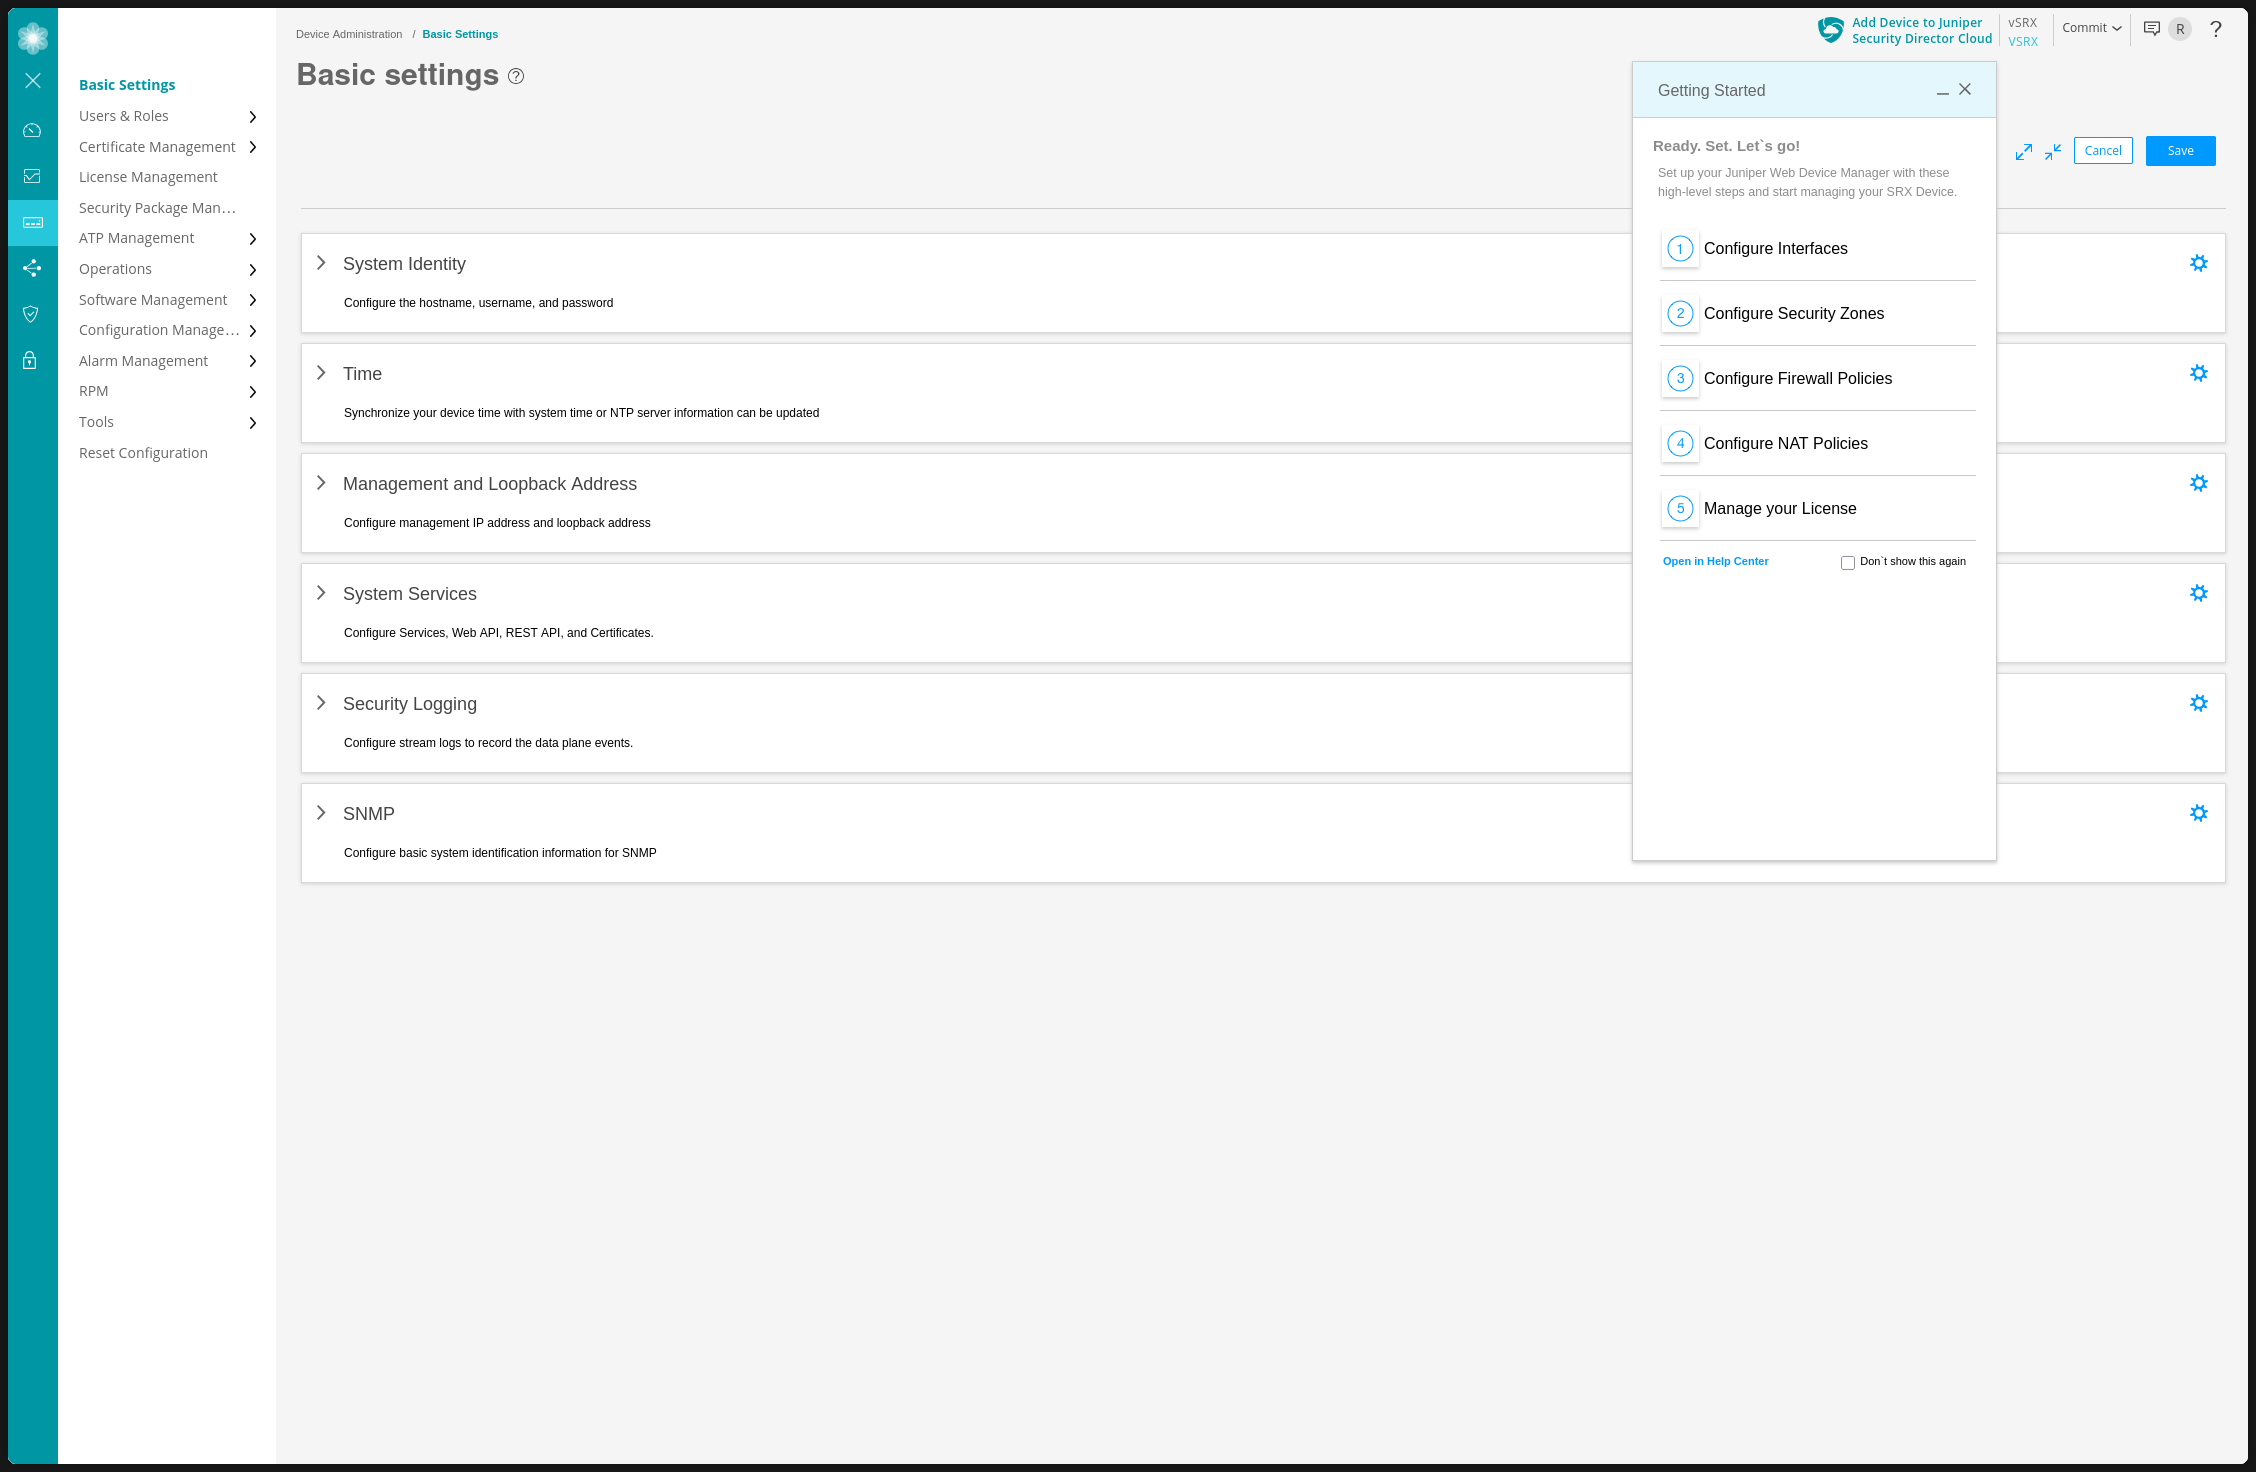 Device Administration / Basic Settings
Add Device to Juniper
Security Director Cloud
vSRX
VSRX
Commit
R
?
Basic settings ?
Basic Settings
Users & Roles
Certificate Management
License Management
Security Package Man...
ATP Management
Operations
Software Management
Configuration Manage...
Alarm Management
RPM
Tools
Reset Configuration
Cancel
Save
System Identity
Configure the hostname, username, and password
Time
Synchronize your device time with system time or NTP server information can be updated
Management and Loopback Address
Configure management IP address and loopback address
System Services
Configure Services, Web API, REST API, and Certificates.
Security Logging
Configure stream logs to record the data plane events.
SNMP
Configure basic system identification information for SNMP
Getting Started
Ready. Set. Let`s go!
Set up your Juniper Web Device Manager with these
high-level steps and start managing your SRX Device.
1 Configure Interfaces
2 Configure Security Zones
3 Configure Firewall Policies
4 Configure NAT Policies
5 Manage your License
Open in Help Center
Don`t show this again